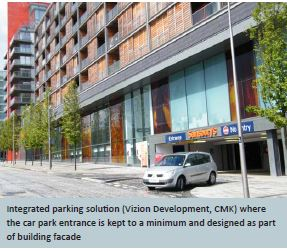 Entrance
Sainsbury's
No Entry
Integrated parking solution (Vizion Development, CMK) where
the car park entrance is kept to a minimum and designed as part
of building facade